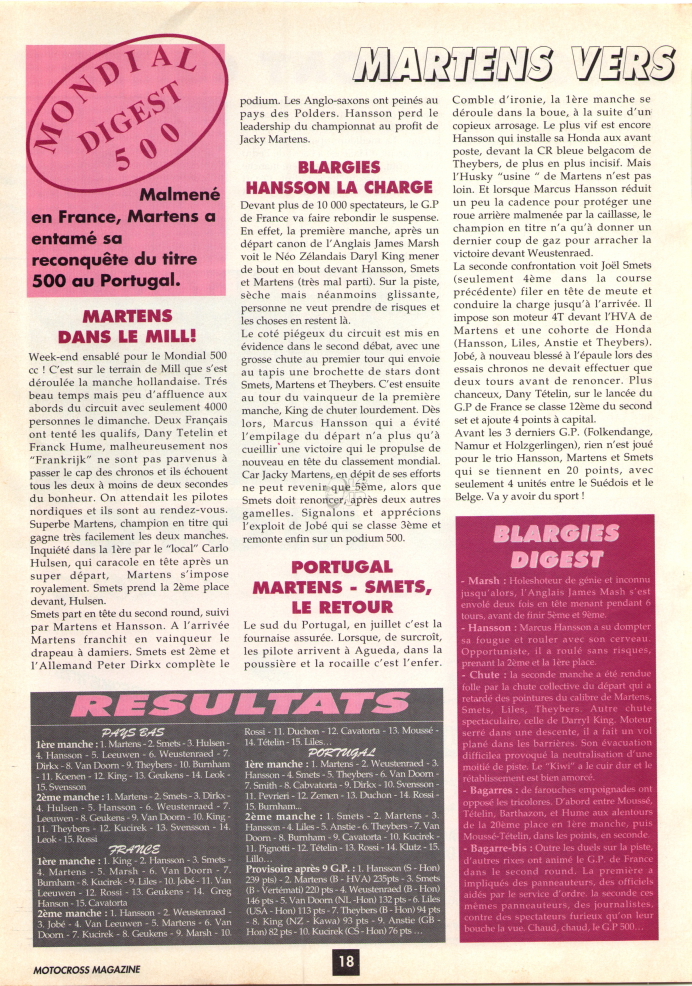 MONDIAL
DIGEST
500
Malmené
en France, Martens a
entamé sa
reconquête du titre
500 au Portugal.
MARTENS VERS
MARTENS
DANS LE MILL!
Week-end ensablé pour le Mondial 500
cc ! C'est sur le terrain de Mill que s'est
déroulée la manche hollandaise. Trés
beau temps mais peu d'affluence aux
abords du circuit avec seulement 4000
personnes le dimanche. Deux Français
ont tenté les qualifs, Dany Tetelin et
Franck Hume, malheureusement nos
"Frankrijk" ne sont pas parvenus à
passer le cap des chronos et ils échouent
tous les deux à moins de deux secondes
du bonheur. On attendait les pilotes
nordiques et ils sont au rendez-vous.
Superbe Martens, champion en titre qui
gagne très facilement les deux manches.
Inquiété dans la 1ère par le "local" Carlo
Hulsen, qui caracole en tête après un
super départ, Martens s'impose
royalement. Smets prend la 2ème place
devant, Hulsen.
Smets part en tête du second round, suivi
par Martens et Hansson. A l'arrivée
Martens franchit en vainqueur le
drapeau à damiers. Smets est 2ème et
l'Allemand Peter Dirkx complète le
podium. Les Anglo-saxons ont peinés au
pays des Polders. Hansson perd le
leadership du championnat au profit de
Jacky Martens.
BLARGIES
HANSSON LA CHARGE
Devant plus de 10 000 spectateurs, le G.P
de France va faire rebondir le suspense.
En effet, la première manche, après un
départ canon de l'Anglais James Marsh
voit le Néo Zélandais Daryl King mener
de bout en bout devant Hansson, Smets
et Martens (très mal parti). Sur la piste,
sèche mais néanmoins glissante,
personne ne veut prendre de risques et
les choses en restent là.
Le coté piégeux du circuit est mis en
évidence dans le second débat, avec une
grosse chute au premier tour qui envoie
au tapis une brochette de stars dont
Smets, Martens et Theybers. C'est ensuite
au tour du vainqueur de la première
manche, King de chuter lourdement. Dès
lors, Marcus Hansson qui a évité
l'empilage du départ n'a plus qu'à
cueillir une victoire qui le propulse de
nouveau en tête du classement mondial.
Car Jacky Martens, en dépit de ses efforts
ne peut revenir que 5ème, alors que
Smets doit renoncer, après deux autres
gamelles. Signalons et apprécions
l'exploit de Jobé qui se classe 3ème et
remonte enfin sur un podium 500.
PORTUGAL
MARTENS - SMETS,
LE RETOUR
Le sud du Portugal, en juillet c'est la
fournaise assurée. Lorsque, de surcroît,
les pilote arrivent à Agueda, dans la
poussière et la rocaille c'est l'enfer.
Comble d'ironie, la 1ère manche se
déroule dans la boue, à la suite d'un
copieux arrosage. Le plus vif est encore
Hansson qui installe sa Honda aux avant
poste, devant la CR bleue belgacom de
Theybers, de plus en plus incisif. Mais
l'Husky "usine " de Martens n'est pas
loin. Et lorsque Marcus Hansson réduit
un peu la cadence pour protéger une
roue arrière malmenée par la caillasse, le
champion en titre n'a qu'à donner un
dernier coup de gaz pour arracher la
victoire devant Weustenraed.
La seconde confrontation voit Joël Smets
(seulement 4ème dans la course
précédente) filer en tête de meute et
conduire la charge jusqu'à l'arrivée. Il
impose son moteur 4T devant l'HVA de
Martens et une cohorte de Honda
(Hansson, Liles, Anstie et Theybers).
Jobé, à nouveau blessé à l'épaule lors des
essais chronos ne devait effectuer que
deux tours avant de renoncer. Plus
chanceux, Dany Tételin, sur le lancée du
G.P de France se classe 12ème du second
set et ajoute 4 points à capital.
Avant les 3 derniers G.P. (Folkendange,
Namur et Holzgerlingen), rien n'est joué
pour le trio Hansson, Martens et Smets
qui se tiennent en 20 points, avec
seulement 4 unités entre le Suédois et le
Belge. Va y avoir du sport !
BLARGIES
DIGEST
- Marsh : Holeshoteur de génie et inconnu
jusqu'alors, l'Anglais James Mash s'est
envolé deux fois en tête menant pendant 6
tours, avant de finir 5ème et 9ème.
- Hansson : Marcus Hansson a su dompter
sa fougue et rouler avec son cerveau.
Opportuniste, il a roulé sans risques,
prenant la 2ème et la 1ère place.
- Chute : la seconde manche a été rendue
folle par la chute collective du départ qui a
retardé des pointures du calibre de Martens,
Smets, Liles, Theybers. Autre chute
spectaculaire, celle de Darryl King. Moteur
serré dans une descente, il a fait un vol
plané dans les barrières. Son évacuation
difficilea provoqué la neutralisation d'une
moitié de piste. Le "Kiwi" a le cuir dur et le
rétablissement est bien amorcé.
- Bagarres : de farouches empoignades ont
opposé les tricolores. D'abord entre Moussé,
Tételin, Barthazon, et Hume aux alentours
de la 20ème place en 1ère manche, puis
Moussé-Tételin, dans les points, en seconde.
- Bagarre-bis : Outre les duels sur la piste,
d'autres rixes ont animé le G.P. de France
dans le second round. La première a
impliqués des panneauteurs, des officiels
aidés par le service d'ordre. la seconde ces
mêmes panneauteurs, des journalistes,
contre des spectateurs furieux qu'on leur
bouche la vue. Chaud, chaud, le G.P 500…
RESULTATS
PAYS BAS
1ère manche : 1. Martens - 2. Smets - 3. Hulsen -
4. Hansson - 5. Leeuwen - 6. Weustenraed - 7.
Dirkx - 8. Van Doorn - 9. Theybers - 10. Burnham
- 11. Koenen - 12. King - 13. Geukens - 14. Leok -
15. Svensson
2ème manche : 1. Martens - 2. Smets - 3. Dirkx -
4. Hulsen - 5. Hansson - 6. Weustenraed - 7.
Leeuwen - 8. Geukens - 9. Van Doorn - 10. King -
11. Theybers - 12. Kucirek - 13. Svensson - 14.
Leok - 15. Rossi
FRANCE
1ère manche : 1. King - 2. Hansson - 3. Smets -
4. Martens - 5. Marsh - 6. Van Doorn - 7.
Burnham - 8. Kucirek - 9. Liles - 10. Jobé - 11. Van
Leeuwen - 12. Rossi - 13. Geukens - 14. Greg
Hanson - 15. Cavatorta
2ème manche : 1. Hansson - 2. Weustenraed -
3. Jobé - 4. Van Leeuwen - 5. Martens - 6. Van
Doorn - 7. Kucirek - 8. Geukens - 9. Marsh - 10.
Rossi - 11. Duchon - 12. Cavatorta - 13. Moussé -
14. Tételin - 15. Liles…
PORTUGAL
1ère manche : 1. Martens - 2. Weustenraed - 3.
Hansson - 4. Smets - 5. Theybers - 6. Van Doorn -
7. Smith - 8. Cabvatorta - 9. Dirkx - 10. Svensson -
11. Pevrieri - 12. Zemen - 13. Duchon - 14. Rossi -
15. Burnham…
2ème manche : 1. Smets - 2. Martens - 3.
Hansson - 4. Liles - 5. Anstie - 6. Theybers - 7. Van
Doorn - 8. Burnham - 9. Cavatorta - 10. Kucirek -
11. Pignotti - 12. Tételin - 13. Rossi - 14. Klutz - 15.
Lillo…
Provisoire après 9 G.P. : 1. Hansson (S - Hon)
239 pts) - 2. Martens (B - HVA) 235pts - 3. Smets
(B - Vertémati) 220 pts - 4. Weustenraed (B - Hon)
146 pts - 5. Van Doorn (NL -Hon) 132 pts - 6. Liles
(USA - Hon) 113 pts - 7. Theybers (B - Hon) 94 pts
- 8. King (NZ - Kawa) 93 pts - 9. Anstie (GB -
Hon) 82 pts - 10. Kucirek (CS - Hon) 76 pts …
MOTOCROSS MAGAZINE
18